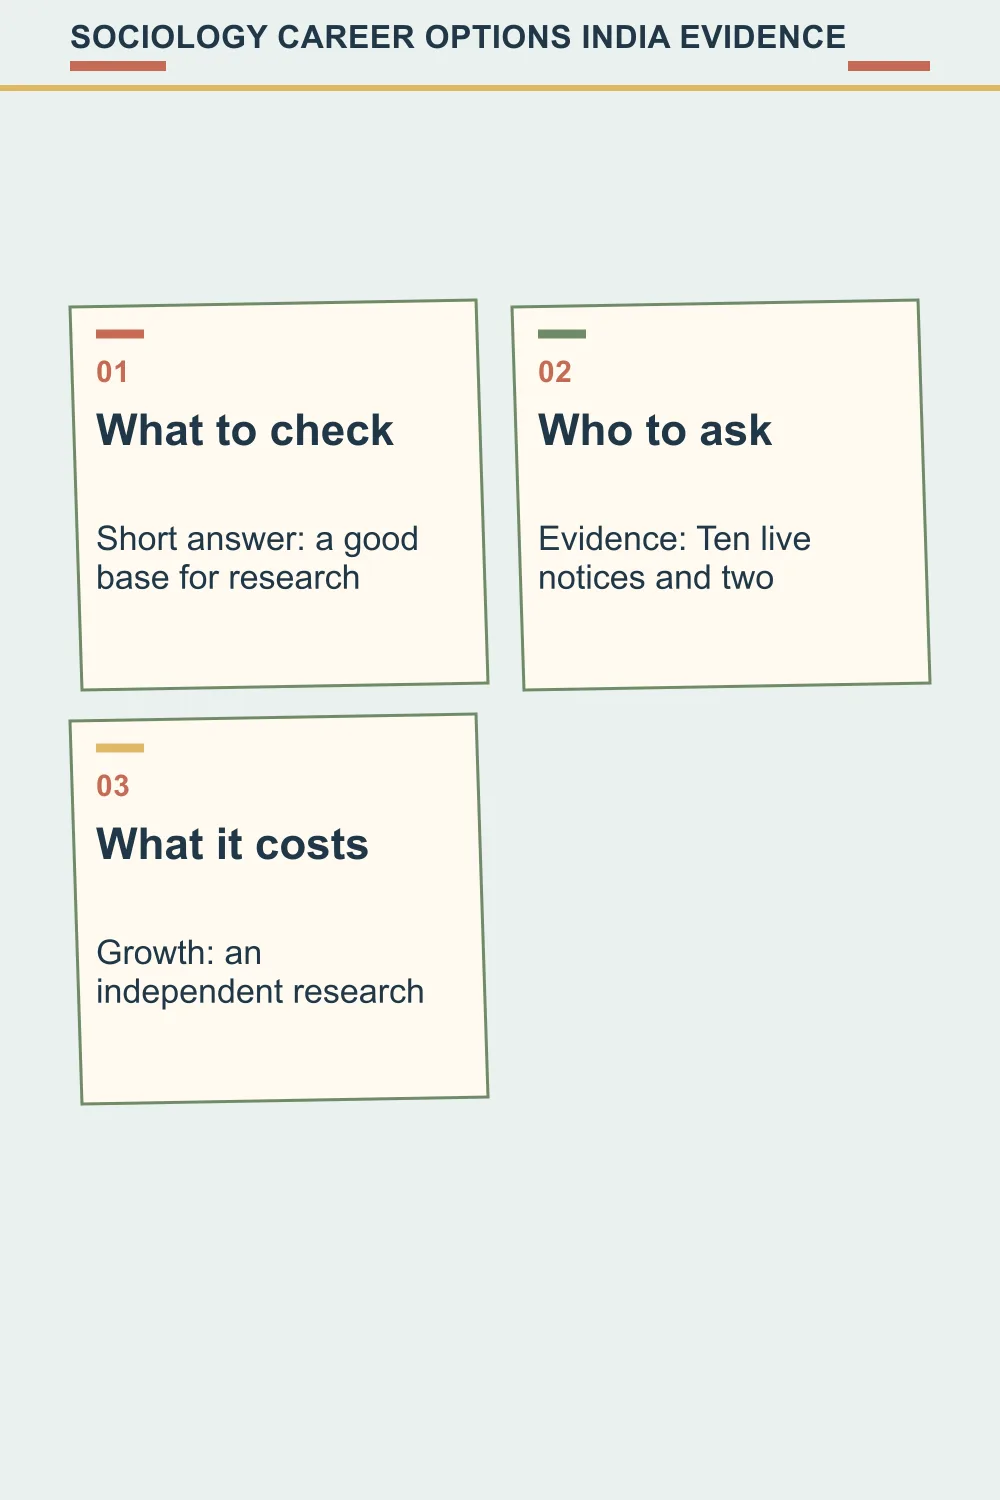 SOCIOLOGY CAREER OPTIONS INDIA EVIDENCE
01
What to check
Short answer: a good
base for research
02
Who to ask
Evidence: Ten live
notices and two
03
What it costs
Growth: an
independent research